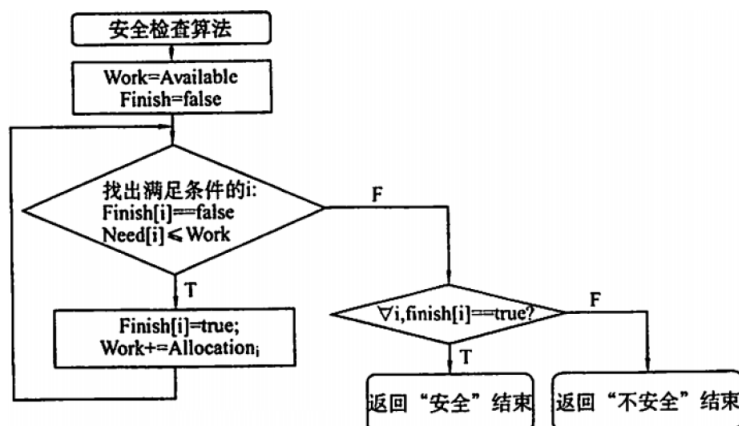 安全检查算法
Work=Available
Finish=false
找出满足条件的i:
Finish[i]==false
Need[i]≤Work
F
T
Finish[i]=true;
Work+=Allocationᵢ
∀i,finish[i]==true?
F
T
返回“安全”结束
返回“不安全”结束